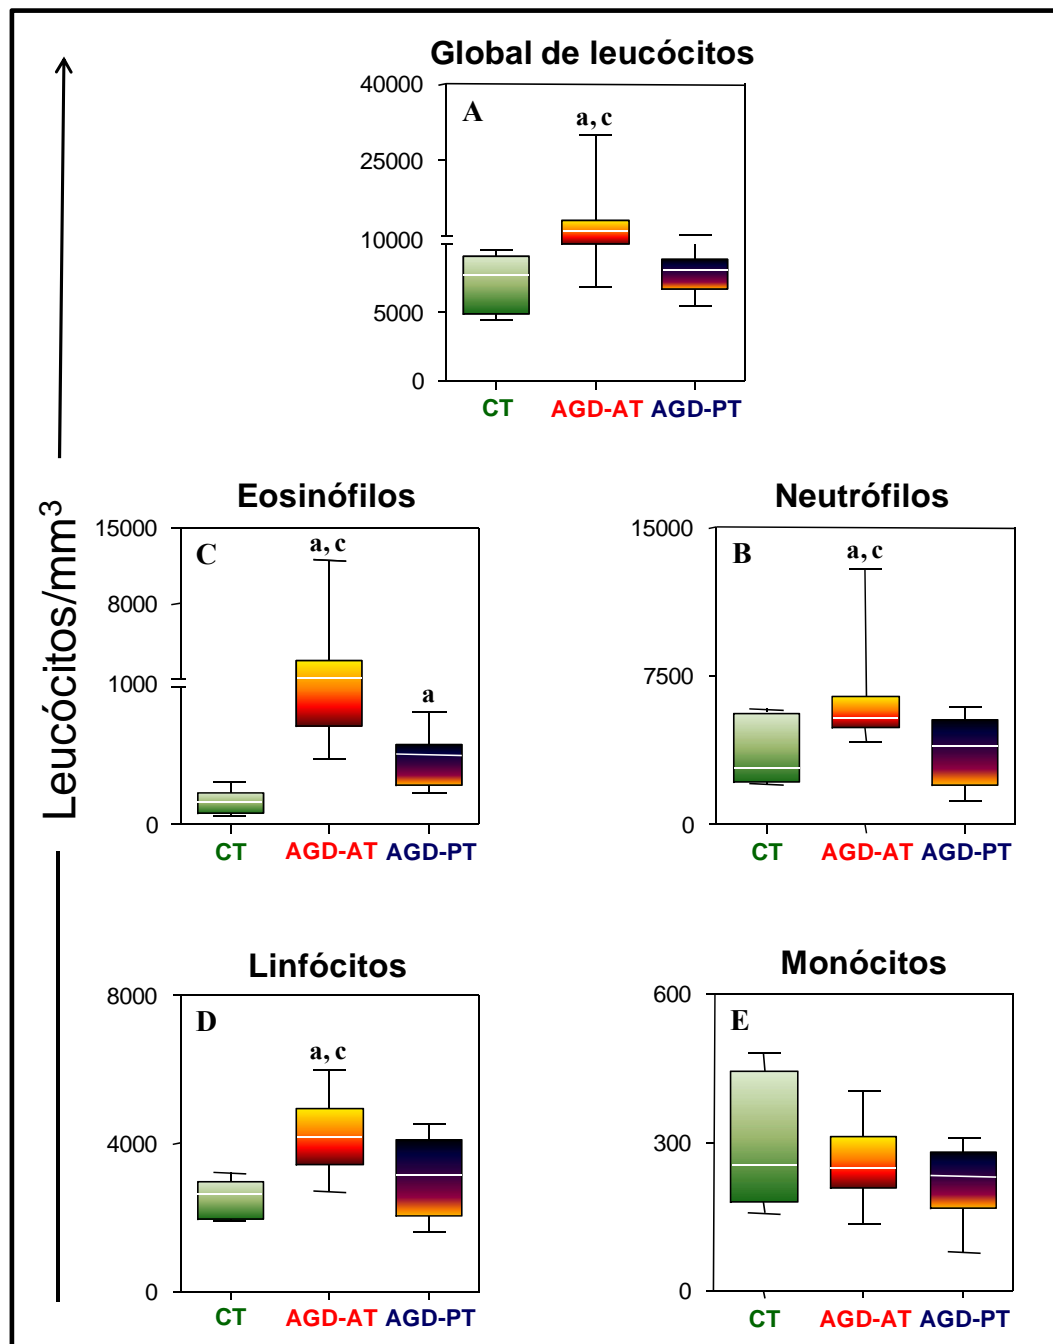 Global de leucócitos
40000
A
a, c
25000
10000
5000
0
CT AGD-AT AGD-PT
Leucócitos/mm³
Eosinófilos
15000
C
a, c
8000
1000
a
0
CT AGD-AT AGD-PT
Neutrófilos
15000
B
a, c
7500
0
CT AGD-AT AGD-PT
Linfócitos
8000
D
a, c
4000
0
CT AGD-AT AGD-PT
Monócitos
600
E
300
0
CT AGD-AT AGD-PT